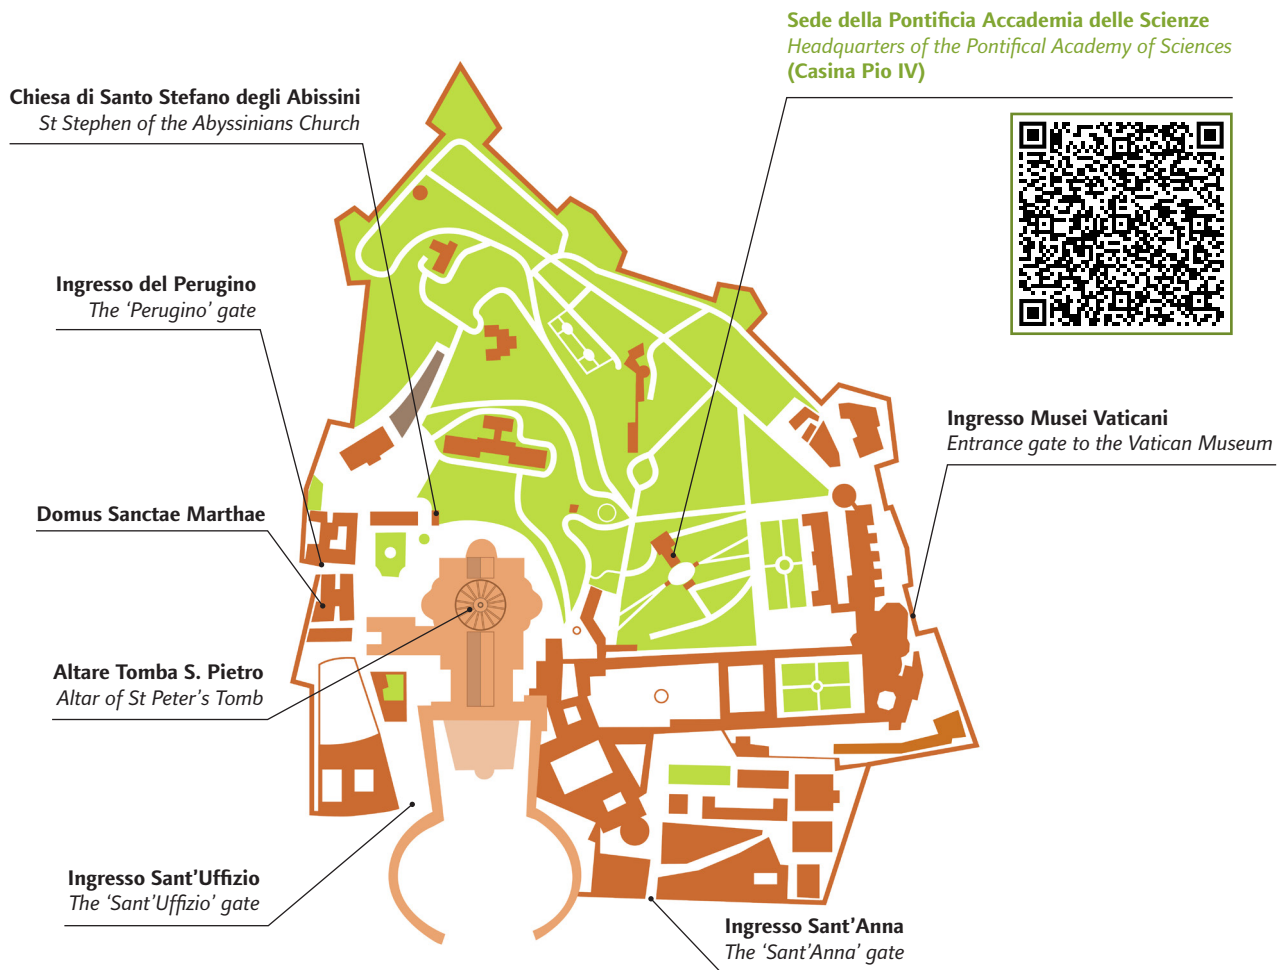 Sede della Pontificia Accademia delle Scienze
Headquarters of the Pontifical Academy of Sciences
(Casina Pio IV)
Chiesa di Santo Stefano degli Abissini
St Stephen of the Abyssinians Church
Ingresso del Perugino
The ‘Perugino’ gate
Ingresso Musei Vaticani
Entrance gate to the Vatican Museum
Domus Sanctae Marthae
Altare Tomba S. Pietro
Altar of St Peter’s Tomb
Ingresso Sant’Uffizio
The ‘Sant’Uffizio’ gate
Ingresso Sant’Anna
The ‘Sant’Anna’ gate